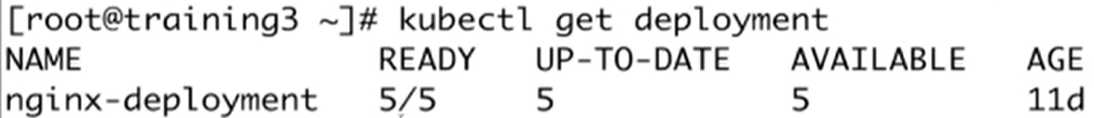 [root@training3 ~]# kubectl get deployment
NAME READY UP-TO-DATE AVAILABLE AGE
nginx-deployment 5/5 5 5 11d